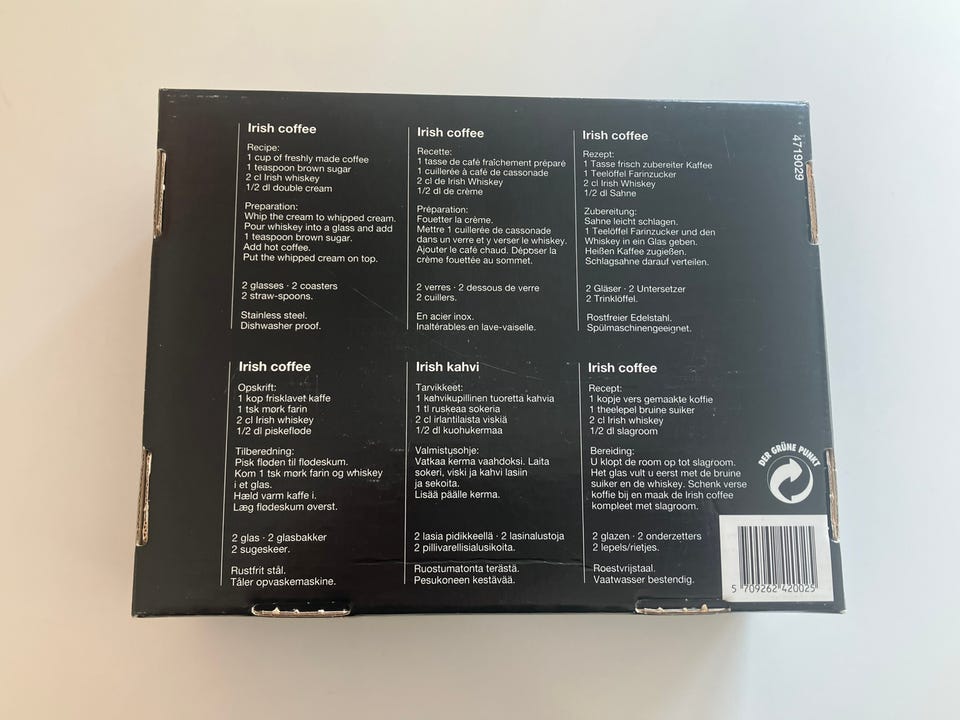 Irish coffee
Recipe:
1 cup of freshly made coffee
1 teaspoon brown sugar
2 cl Irish whiskey
1/2 dl double cream
Preparation:
Whip the cream to whipped cream.
Pour whiskey into a glass and add
1 teaspoon brown sugar.
Add hot coffee.
Put the whipped cream on top.
2 glasses · 2 coasters
2 straw-spoons.
Stainless steel.
Dishwasher proof.
Irish coffee
Recette:
1 tasse de café fraîchement préparé
1 cuillerée à café de cassonade
2 cl de Irish Whiskey
1/2 dl de crème
Préparation:
Fouetter la crème.
Mettre 1 cuillerée de cassonade
dans un verre et y verser le whiskey.
Ajouter le café chaud. Déposer la
crème fouettée au sommet.
2 verres · 2 dessous de verre
2 cuillers.
En acier inox.
Inaltérables en lave-vaiselle.
Irish coffee
Rezept:
1 Tasse frisch zubereiter Kaffee
1 Teelöffel Farinzucker
2 cl Irish Whiskey
1/2 dl Sahne
Zubereitung:
Sahne leicht schlagen.
1 Teelöffel Farinzucker und den
Whiskey in ein Glas geben.
Heißen Kaffee zugießen.
Schlagsahne darauf verteilen.
2 Gläser · 2 Untersetzer
2 Trinklöffel.
Rostfreier Edelstahl.
Spülmaschinengeeignet.
4719029
Irish coffee
Opskrift:
1 kop frisklavet kaffe
1 tsk mørk farin
2 cl Irish whiskey
1/2 dl piskefløde
Tilberedning:
Pisk fløden til flødeskum.
Kom 1 tsk mørk farin og whiskey
i et glas.
Hæld varm kaffe i.
Læg flødeskum øverst.
2 glas · 2 glasbakker
2 sugeskeer.
Rustfrit stål.
Tåler opvaskemaskine.
Irish kahvi
Tarvikkeet:
1 kahvikupillinen tuoretta kahvia
1 tl ruskeaa sokeria
2 cl irlantilaista viskiä
1/2 dl kuohukermaa
Valmistusohje:
Vatkaa kerma vaahdoksi. Laita
sokeri, viski ja kahvi lasiin
ja sekoita.
Lisää päälle kerma.
2 lasia pidikkeellä · 2 lasinalustoja
2 pillivarellisialusikoita.
Ruostumatonta terästä.
Pesukoneen kestävää.
Irish coffee
Recept:
1 kopje vers gemaakte koffie
1 theelepel bruine suiker
2 cl Irish whiskey
1/2 dl slagroom
Bereiding:
U klopt de room op tot slagroom.
Het glas vult u eerst met de bruine
suiker en de whiskey. Schenk verse
koffie bij en maak de Irish coffee
kompleet met slagroom.
2 glazen · 2 onderzetters
2 lepels/rietjes.
Roestvrijstaal.
Vaatwasser bestendig.
DER GRÜNE PUNKT
5 709262 420025